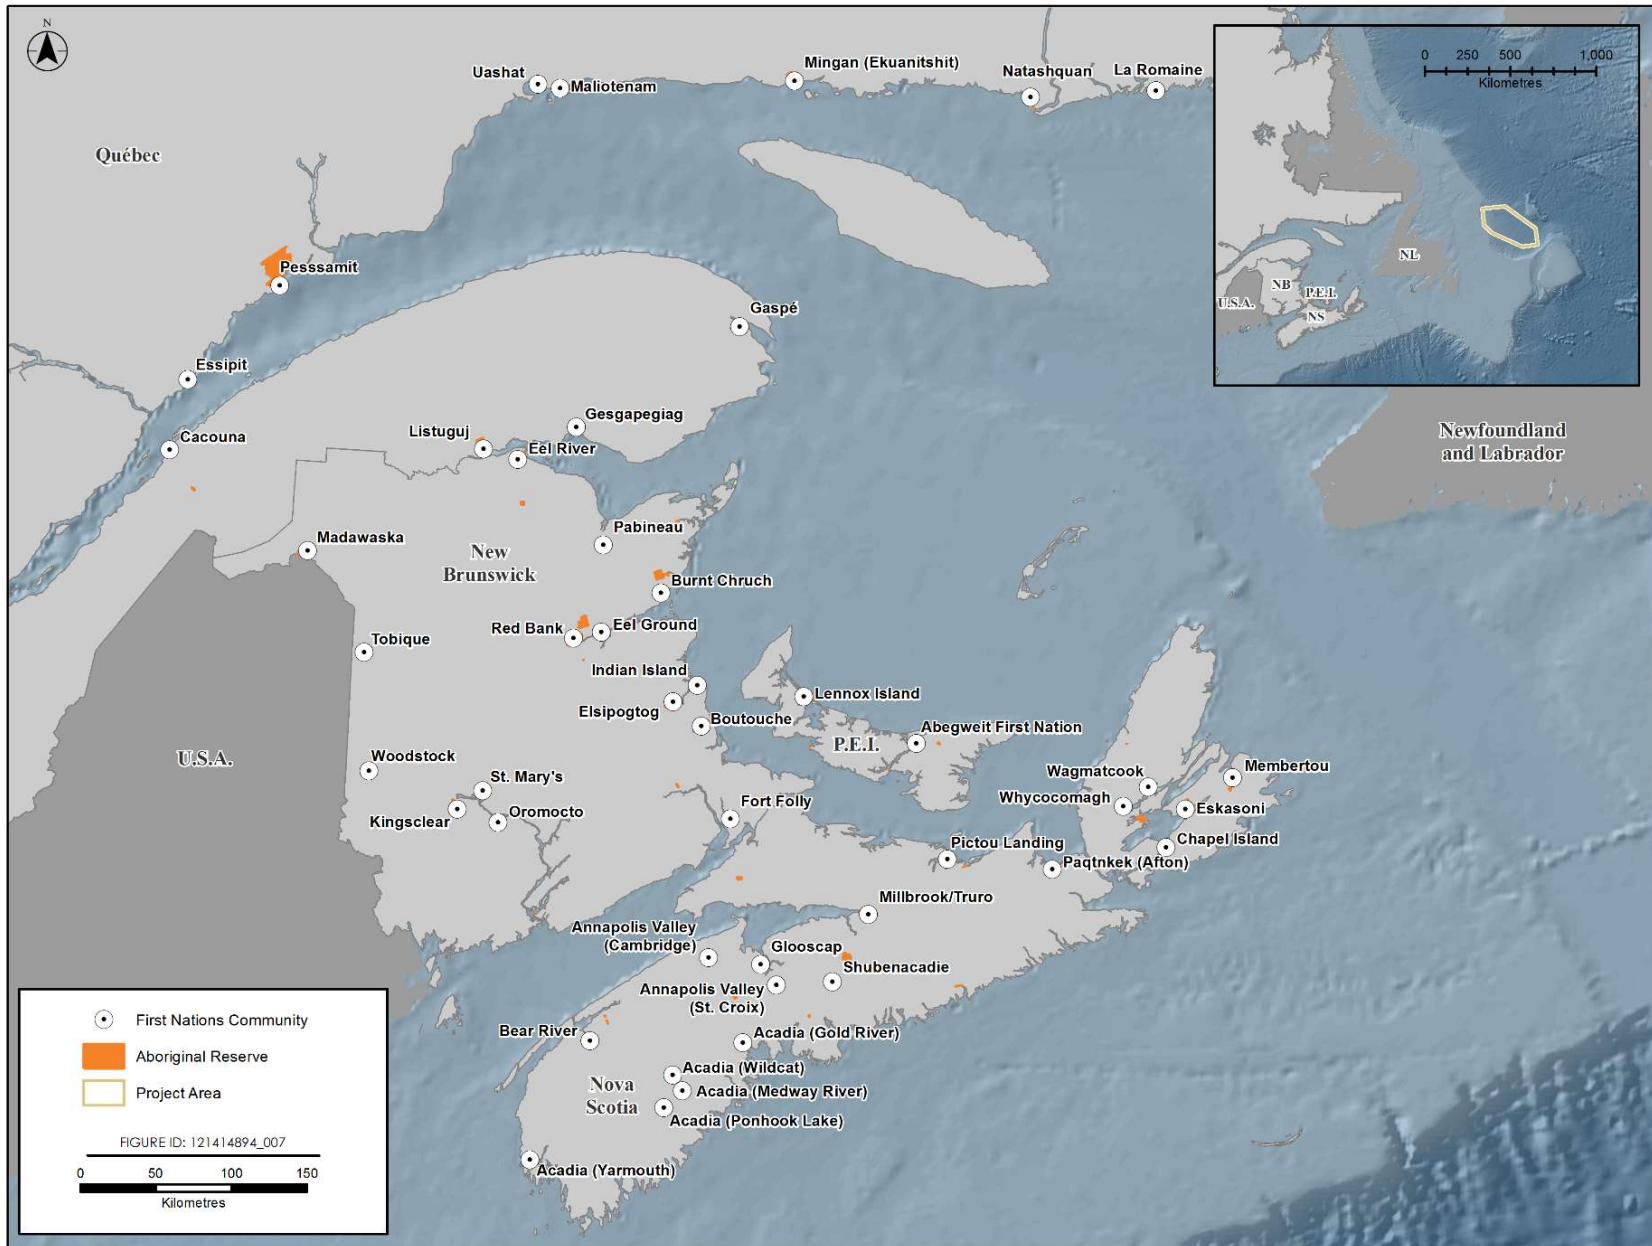 N
Uashat
Maliotenam
Mingan (Ekuanitshit)
Natashquan
La Romaine
0 250 500 1,000
Kilometres
NL
NB
P.E.I.
U.S.A.
NS
Québec
Pesssamit
Gaspé
Essipit
Gesgapegiag
Listuguj
Eel River
Cacouna
Newfoundland
and Labrador
Madawaska
Pabineau
New
Brunswick
Burnt Chruch
Red Bank
Eel Ground
Tobique
Indian Island
Elsipogtog
Boutouche
Lennox Island
Abegweit First Nation
P.E.I.
U.S.A.
Woodstock
St. Mary's
Kingsclear
Oromocto
Fort Folly
Wagmatcook
Membertou
Whycocomagh
Eskasoni
Chapel Island
Pictou Landing
Paqtnkek (Afton)
Millbrook/Truro
Annapolis Valley
(Cambridge)
Glooscap
Shubenacadie
Annapolis Valley
(St. Croix)
Bear River
Acadia (Gold River)
Acadia (Wildcat)
Acadia (Medway River)
Nova
Scotia
Acadia (Ponhook Lake)
Acadia (Yarmouth)
First Nations Community
Aboriginal Reserve
Project Area
FIGURE ID: 121414894_007
0 50 100 150
Kilometres